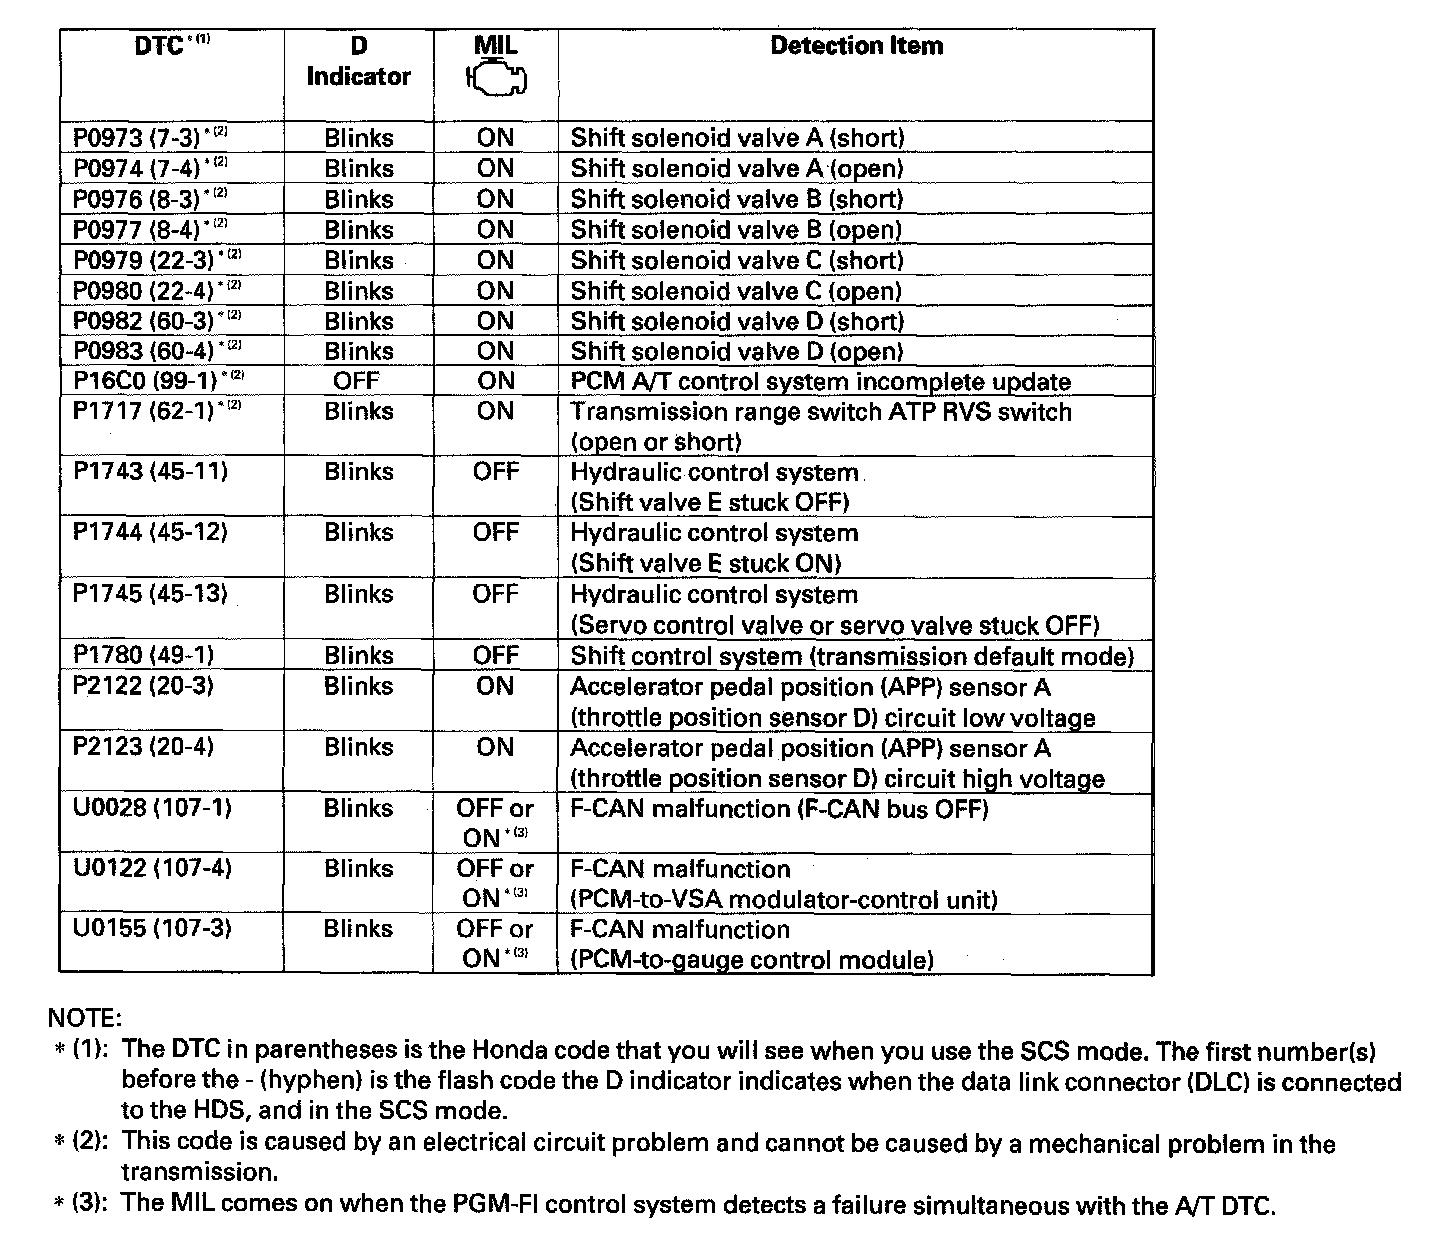 DTC*(1) D MIL Detection Item
Indicator
P0973 (7-3)*(2) Blinks ON Shift solenoid valve A (short)
P0974 (7-4)*(2) Blinks ON Shift solenoid valve A (open)
P0976 (8-3)*(2) Blinks ON Shift solenoid valve B (short)
P0977 (8-4)*(2) Blinks ON Shift solenoid valve B (open)
P0979 (22-3)*(2) Blinks ON Shift solenoid valve C (short)
P0980 (22-4)*(2) Blinks ON Shift solenoid valve C (open)
P0982 (60-3)*(2) Blinks ON Shift solenoid valve D (short)
P0983 (60-4)*(2) Blinks ON Shift solenoid valve D (open)
P16C0 (99-1)*(2) OFF ON PCM A/T control system incomplete update
P1717 (62-1)*(2) Blinks ON Transmission range switch ATP RVS switch
(open or short)
P1743 (45-11) Blinks OFF Hydraulic control system
(Shift valve E stuck OFF)
P1744 (45-12) Blinks OFF Hydraulic control system
(Shift valve E stuck ON)
P1745 (45-13) Blinks OFF Hydraulic control system
(Servo control valve or servo valve stuck OFF)
P1780 (49-1) Blinks OFF Shift control system (transmission default mode)
P2122 (20-3) Blinks ON Accelerator pedal position (APP) sensor A
(throttle position sensor D) circuit low voltage
P2123 (20-4) Blinks ON Accelerator pedal position (APP) sensor A
(throttle position sensor D) circuit high voltage
U0028 (107-1) Blinks OFF or F-CAN malfunction (F-CAN bus OFF)
ON*(3)
U0122 (107-4) Blinks OFF or F-CAN malfunction
ON*(3) (PCM-to-VSA modulator-control unit)
U0155 (107-3) Blinks OFF or F-CAN malfunction
ON*(3) (PCM-to-gauge control module)
NOTE:
* (1): The DTC in parentheses is the Honda code that you will see when you use the SCS mode. The first number(s)
before the - (hyphen) is the flash code the D indicator indicates when the data link connector (DLC) is connected
to the HDS, and in the SCS mode.
* (2): This code is caused by an electrical circuit problem and cannot be caused by a mechanical problem in the
transmission.
* (3): The MIL comes on when the PGM-FI control system detects a failure simultaneous with the A/T DTC.